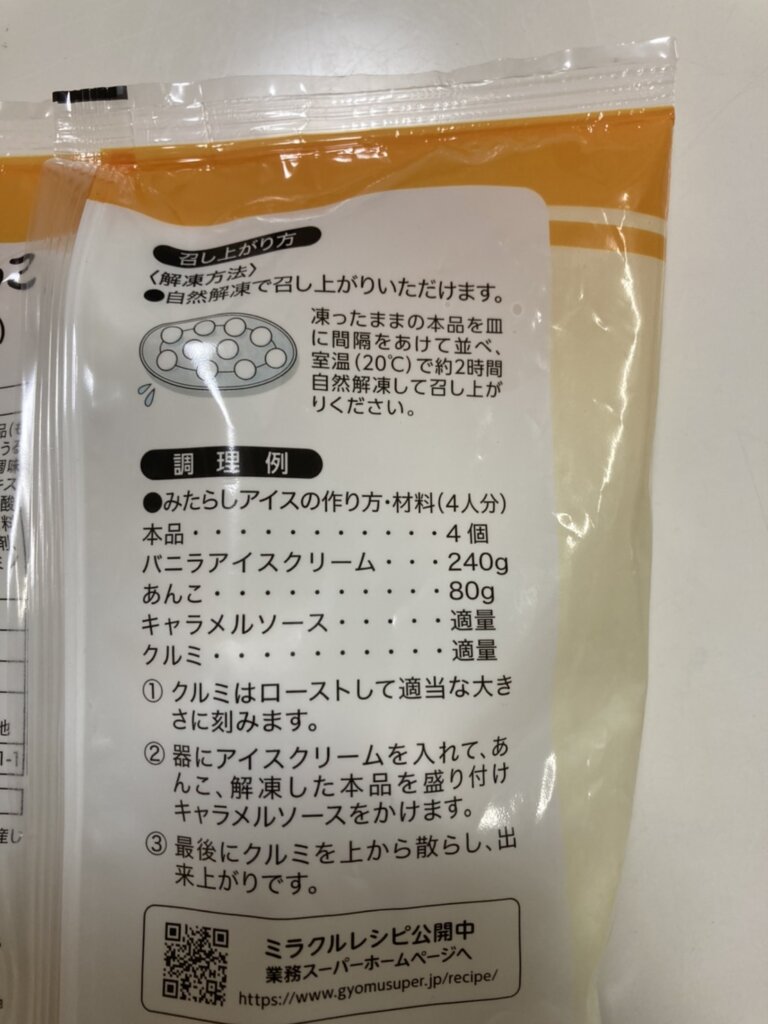 召し上がり方
〈解凍方法〉
●自然解凍で召し上がりいただけます。
凍ったままの本品を皿
に間隔をあけて並べ、
室温(20℃)で約2時間
自然解凍して召し上が
りください。
調理例
●みたらしアイスの作り方・材料(4人分)
本品・・・・・・・・・・・4個
バニラアイスクリーム・・・240g
あんこ・・・・・・・・・・80g
キャラメルソース・・・・・適量
クルミ・・・・・・・・・・適量
① クルミはローストして適当な大き
さに刻みます。
② 器にアイスクリームを入れて、あ
んこ、解凍した本品を盛り付け
キャラメルソースをかけます。
③ 最後にクルミを上から散らし、出
来上がりです。
ミラクルレシピ公開中
業務スーパーホームページへ
https://www.gyomusuper.jp/recipe/